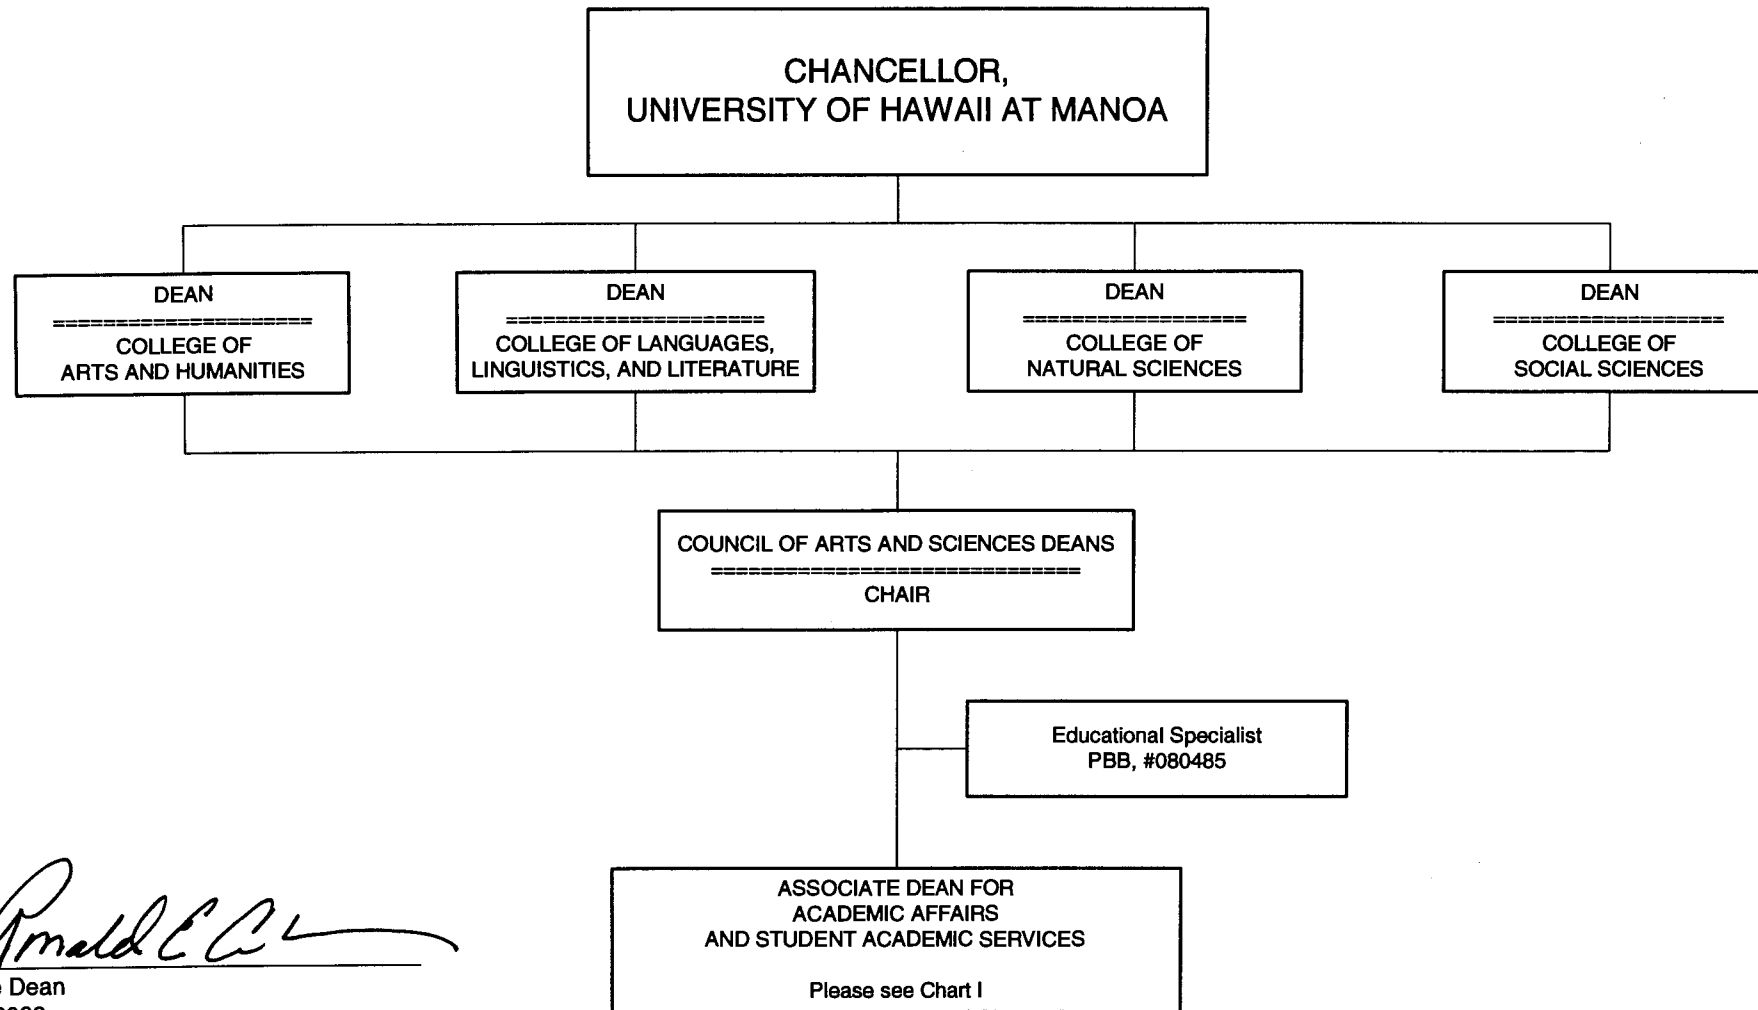 CHANCELLOR,
UNIVERSITY OF HAWAII AT MANOA
DEAN
=====================
COLLEGE OF
ARTS AND HUMANITIES
DEAN
=====================
COLLEGE OF LANGUAGES,
LINGUISTICS, AND LITERATURE
DEAN
==================
COLLEGE OF
NATURAL SCIENCES
DEAN
===================
COLLEGE OF
SOCIAL SCIENCES
COUNCIL OF ARTS AND SCIENCES DEANS
==============================
CHAIR
Educational Specialist
PBB, #080485
ASSOCIATE DEAN FOR
ACADEMIC AFFAIRS
AND STUDENT ACADEMIC SERVICES
Please see Chart I
Ronald E
Dean